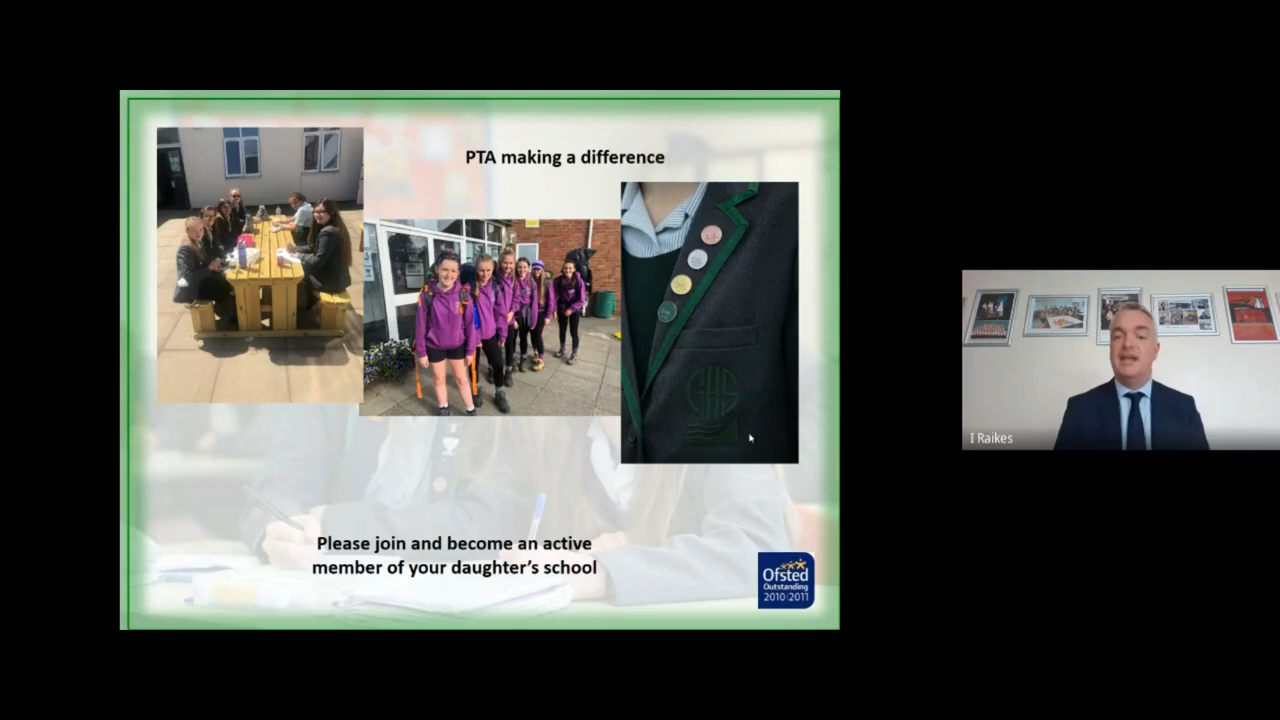 PTA making a difference
Please join and become an active
member of your daughter's school
Ofsted
Outstanding
2010|2011
I Raikes